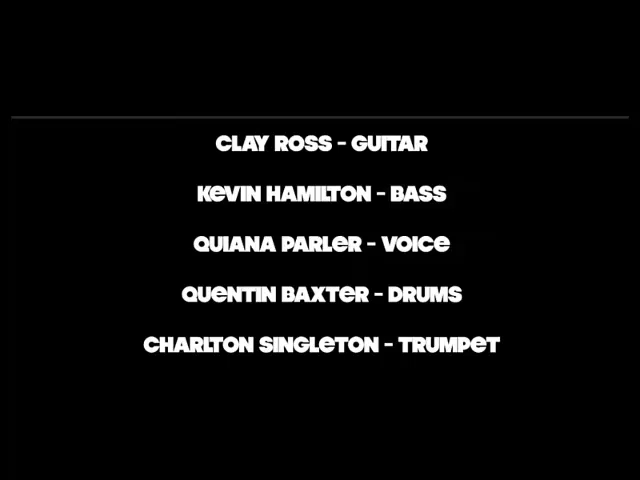 CLAY ROSS - GUITAR
KEVIN HAMILTON - BASS
QUIANA PARLER - VOICE
QUENTIN BAXTER - DRUMS
CHARLTON SINGLETON - TRUMPET